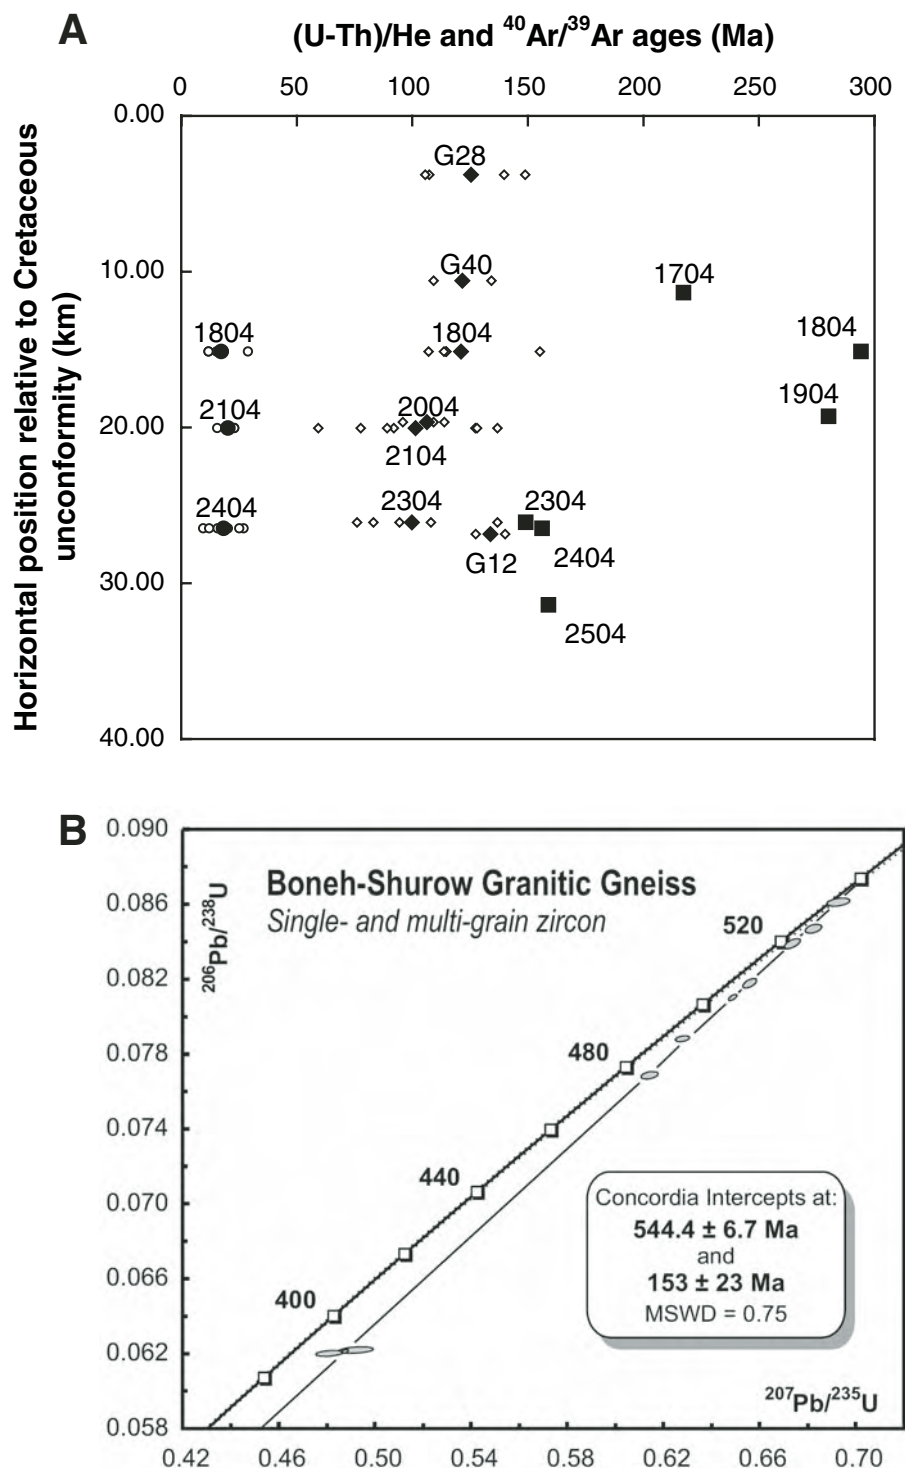 A
(U-Th)/He and ⁴⁰Ar/³⁹Ar ages (Ma)
0 50 100 150 200 250 300
Horizontal position relative to Cretaceous
unconformity (km)
0.00
G28
10.00
G40
1704
1804 1804 1804
1904
20.00
2104 2004
2104
2404 2304 2304
G12 2404
30.00
2504
40.00
B
0.090
Boneh-Shurow Granitic Gneiss
Single- and multi-grain zircon
²⁰⁶Pb/²³⁸U
0.086
520
0.082
0.078
480
0.074
440
0.070
Concordia Intercepts at:
544.4 ± 6.7 Ma
and
153 ± 23 Ma
MSWD = 0.75
0.066
400
0.062
²⁰⁷Pb/²³⁵U
0.058
0.42 0.46 0.50 0.54 0.58 0.62 0.66 0.70